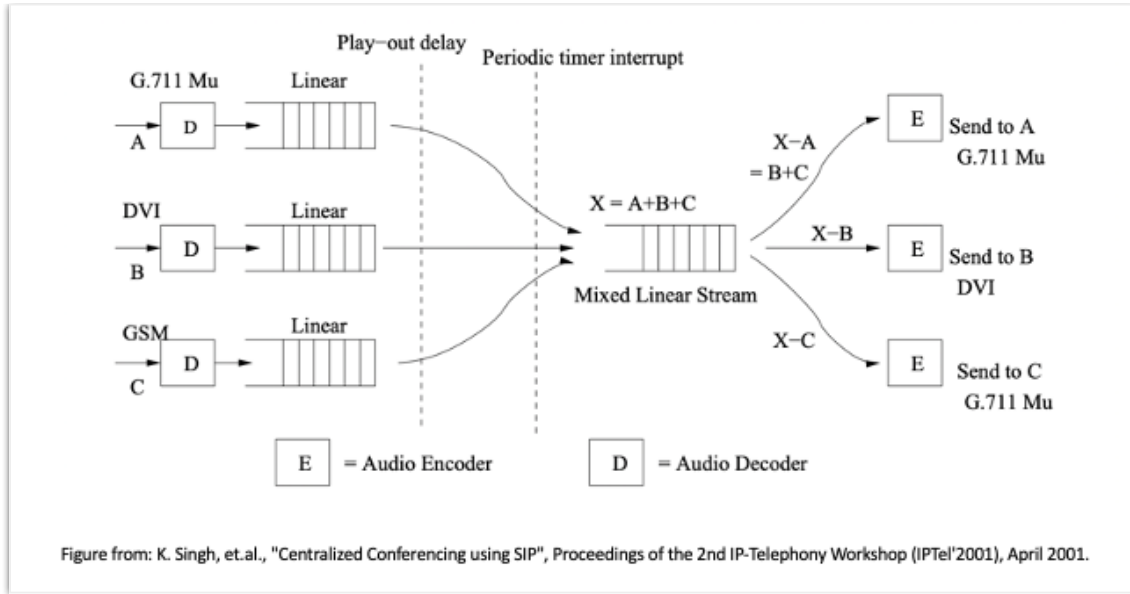 Play-out delay
Periodic timer interrupt
G.711 Mu
Linear
D
A
E
Send to A
G.711 Mu
X-A
= B+C
DVI
Linear
D
B
X = A+B+C
Mixed Linear Stream
X-B
E
Send to B
DVI
GSM
Linear
D
C
X-C
E
Send to C
G.711 Mu
E
= Audio Encoder
D
= Audio Decoder
Figure from: K. Singh, et.al., "Centralized Conferencing using SIP", Proceedings of the 2nd IP-Telephony Workshop (IPTel'2001), April 2001.